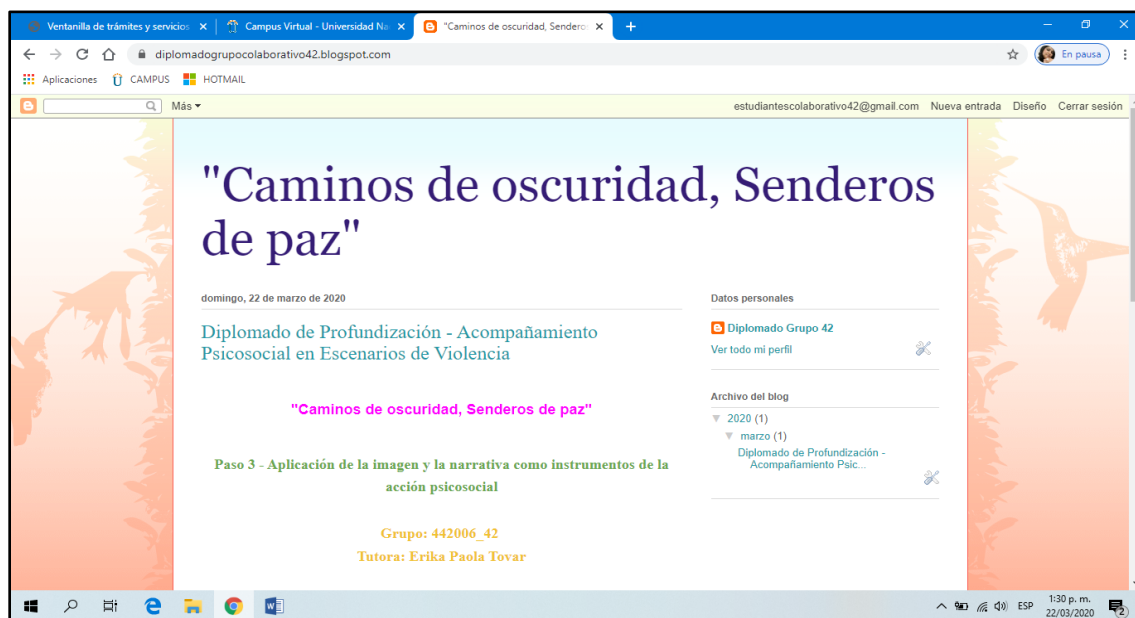 Ventanilla de trámites y servicios
Campus Virtual - Universidad Na
"Caminos de oscuridad, Sendero
diplomadogrupocolaborativo42.blogspot.com
En pausa
Aplicaciones
CAMPUS
HOTMAIL
Más
estudiantescolaborativo42@gmail.com Nueva entrada Diseño Cerrar sesión
"Caminos de oscuridad, Senderos
de paz"
domingo, 22 de marzo de 2020
Diplomado de Profundización - Acompañamiento
Psicosocial en Escenarios de Violencia
"Caminos de oscuridad, Senderos de paz"
Paso 3 - Aplicación de la imagen y la narrativa como instrumentos de la
acción psicosocial
Grupo: 442006_42
Tutora: Erika Paola Tovar
Datos personales
Diplomado Grupo 42
Ver todo mi perfil
Archivo del blog
▼ 2020 (1)
▼ marzo (1)
Diplomado de Profundización -
Acompañamiento Psic...
ESP
1:30 p. m.
22/03/2020
2